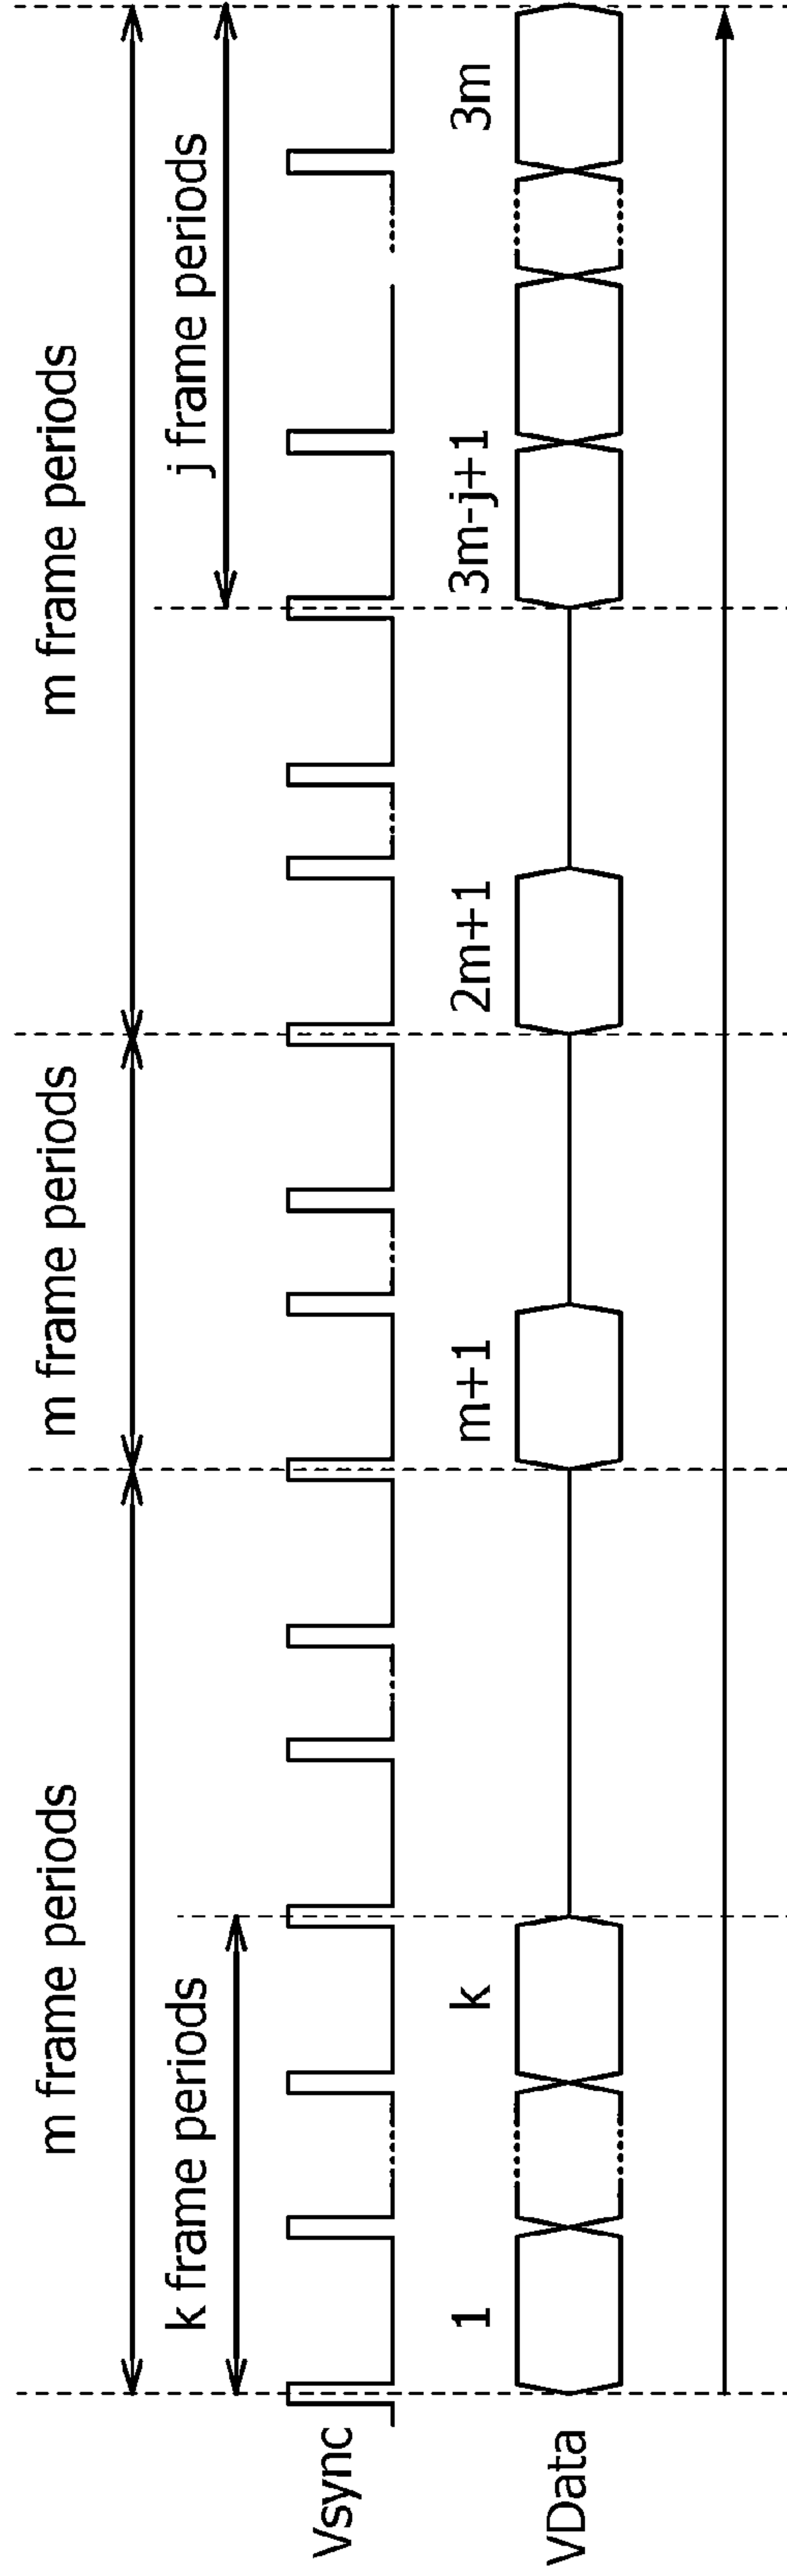 m frame periods
m frame periods
m frame periods
k frame periods
j frame periods
Vsync
1
k
m+1
2m+1
3m-j+1
3m
VData